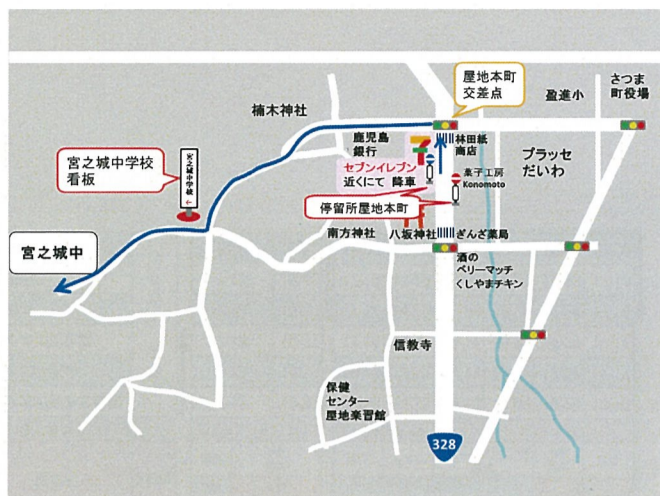 さつま
町役場
屋地本町
交差点
盈進小
楠木神社
鹿児島
銀行
林田紙
商店
プラッセ
だいわ
宮之城中学校
看板
宮之城中学校
←
セブンイレブン
近くにて 降車
菓子工房
Konomoto
停留所屋地本町
宮之城中
南方神社
八坂神社
ぎんざ薬局
酒の
ベリーマッチ
くしやまチキン
信教寺
保健
センター
屋地楽習館
328